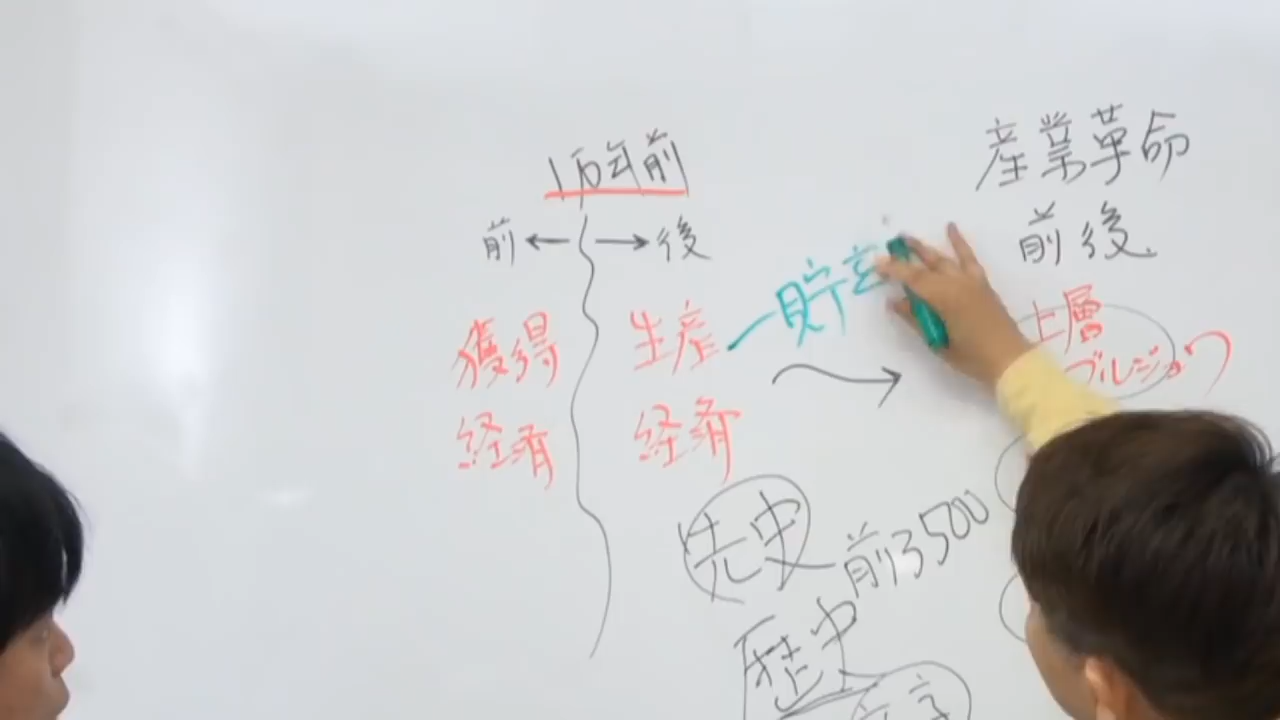 1万年前
前 ← → 後
獲得
経済
生産
経済
貯
産業革命
前後
上層
ブルジョワ
先史
前3500
歴史